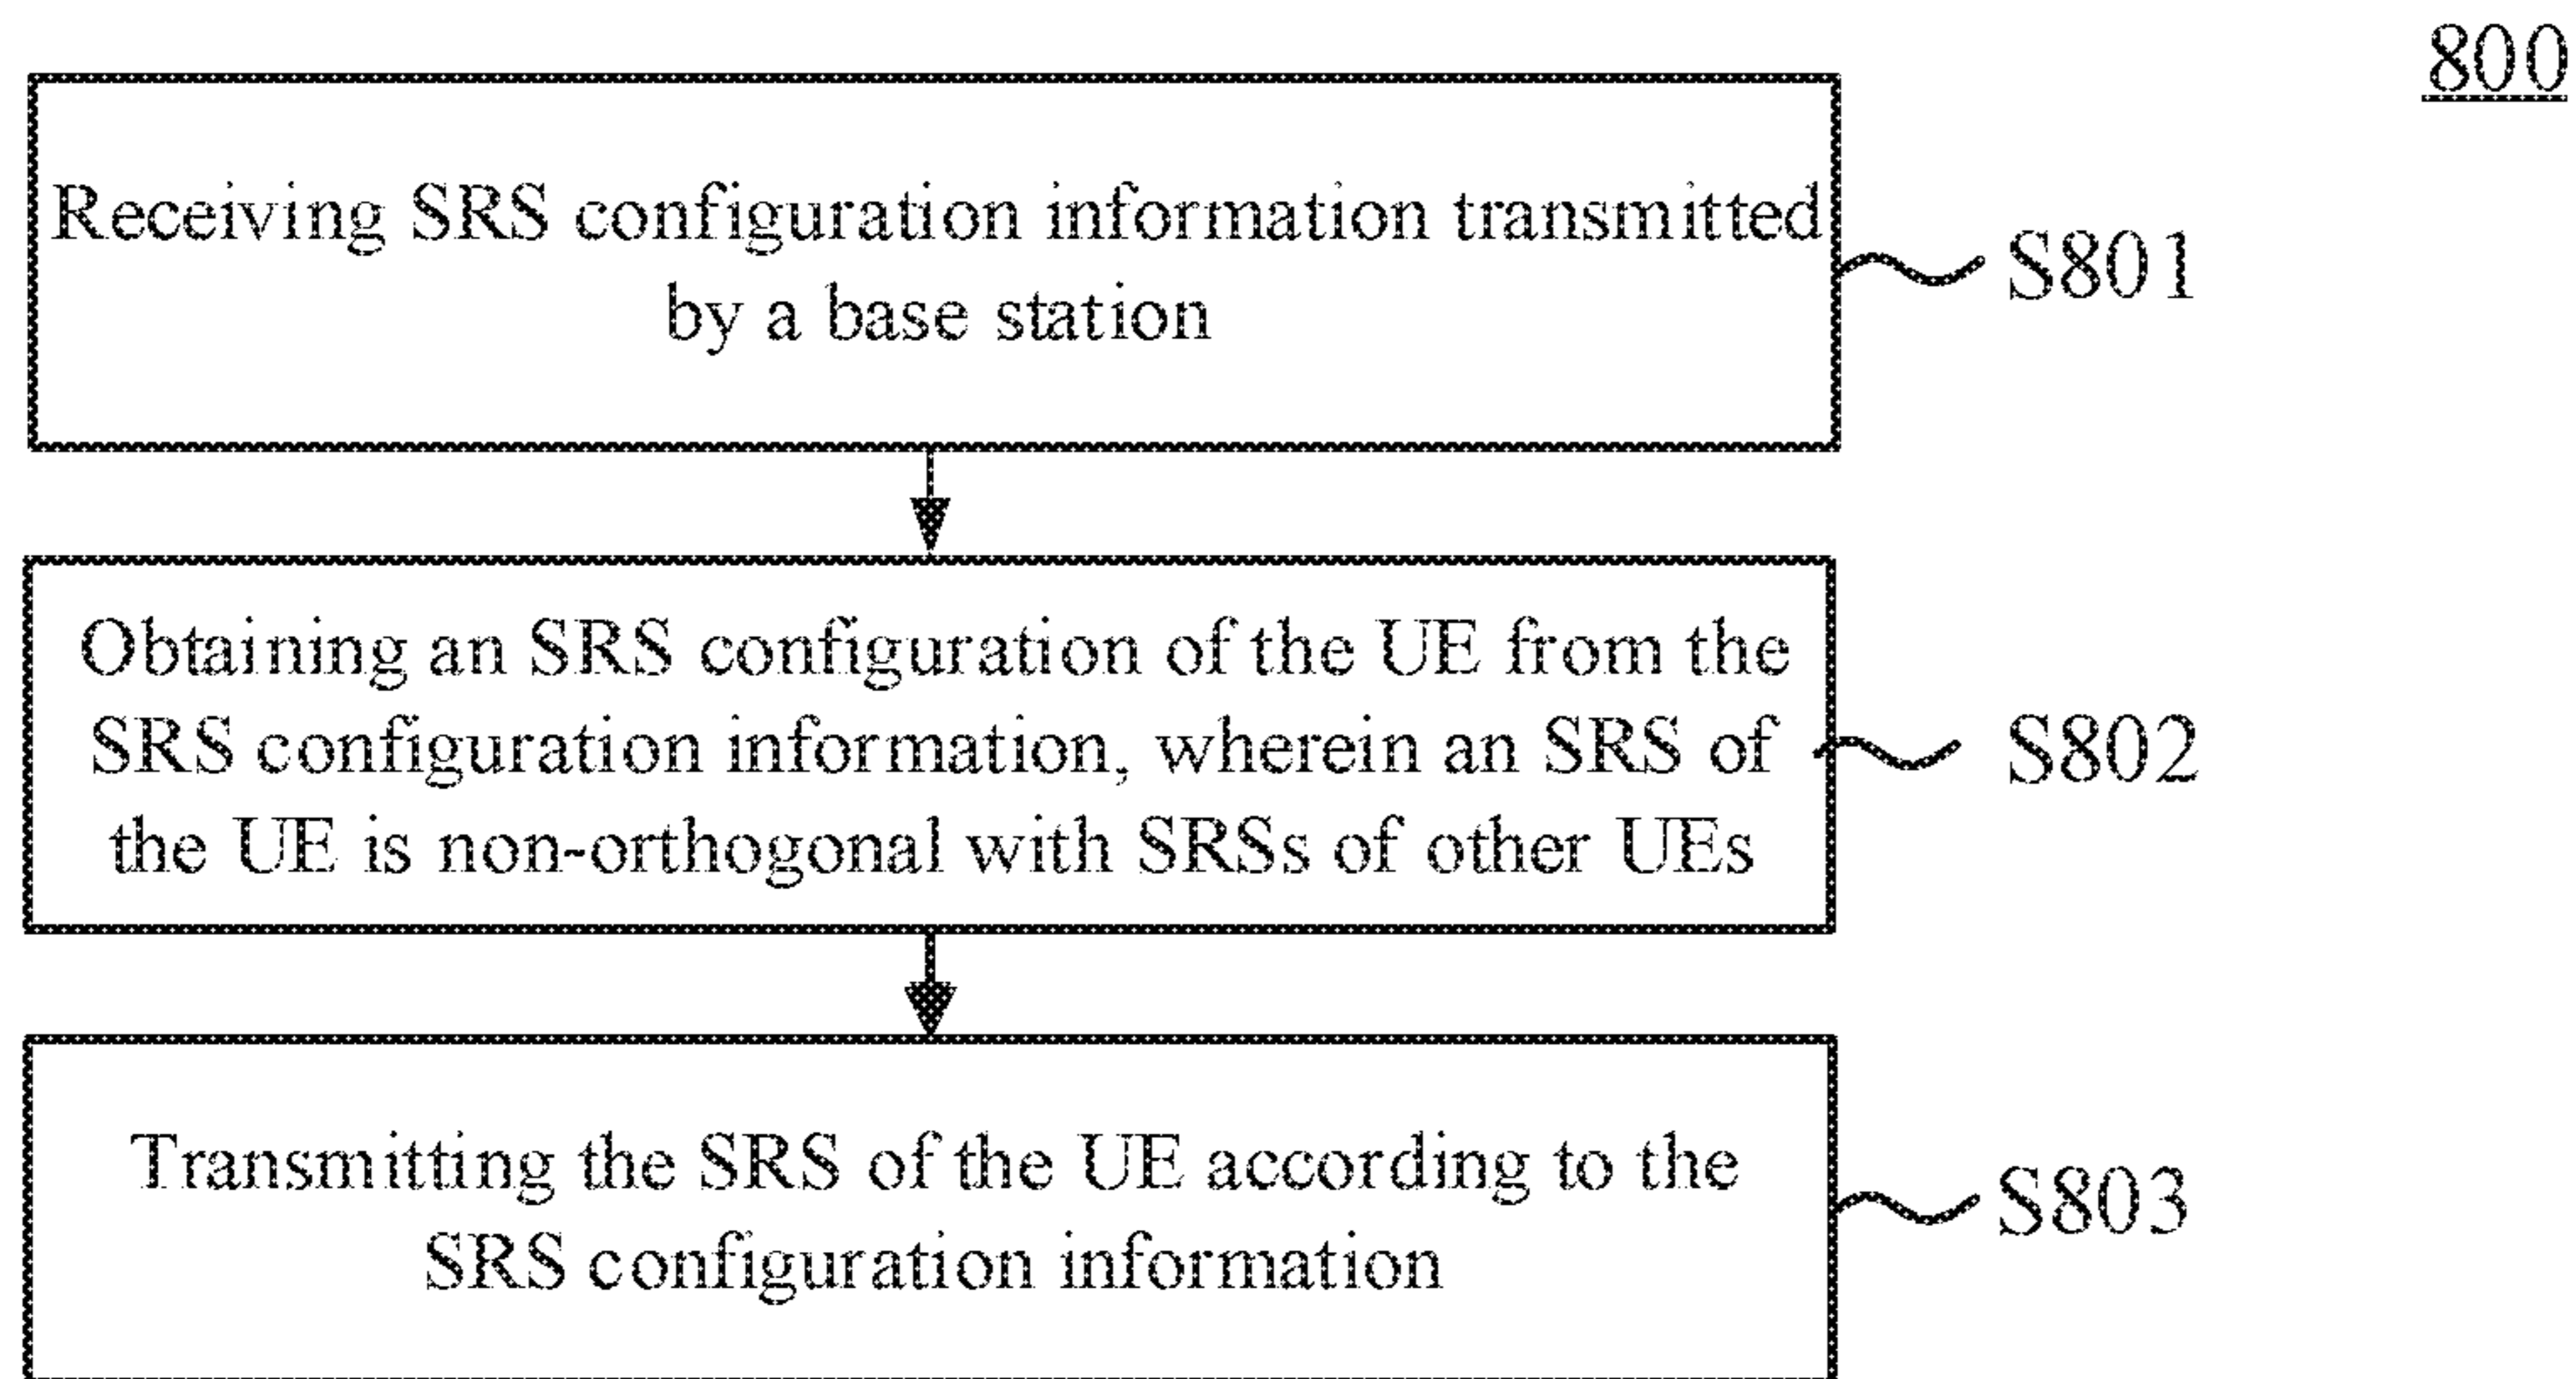 800
Receiving SRS configuration information transmitted
by a base station
S801
Obtaining an SRS configuration of the UE from the
SRS configuration information, wherein an SRS of
the UE is non-orthogonal with SRSs of other UEs
S802
Transmitting the SRS of the UE according to the
SRS configuration information
S803